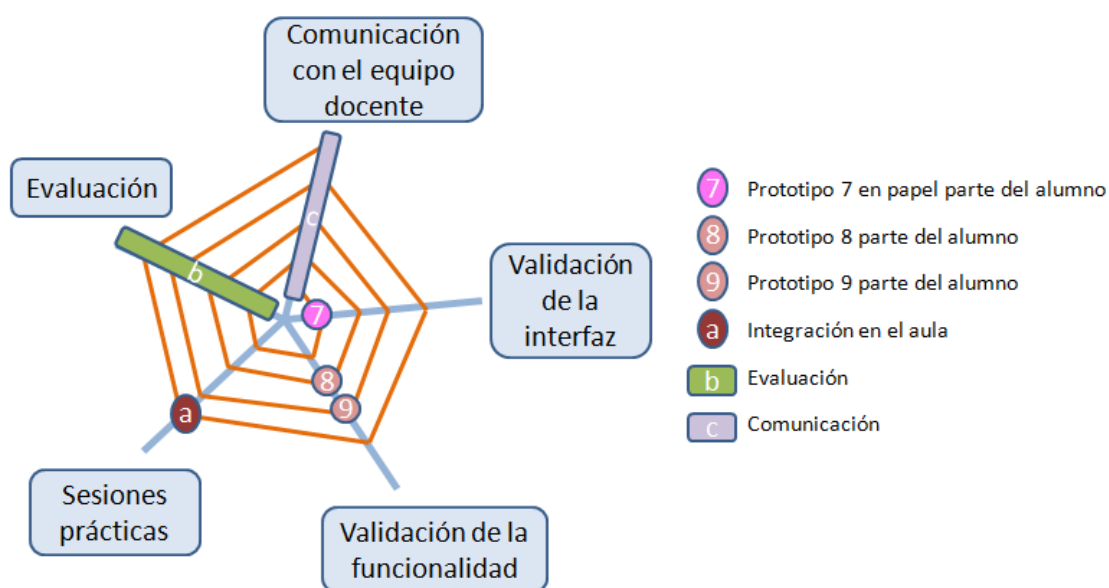 Comunicación
con el equipo
docente
Evaluación
c
b
7
Validación
de la
interfaz
8
9
a
Sesiones
prácticas
Validación de la
funcionalidad
7 Prototipo 7 en papel parte del alumno
8 Prototipo 8 parte del alumno
9 Prototipo 9 parte del alumno
a Integración en el aula
b Evaluación
c Comunicación